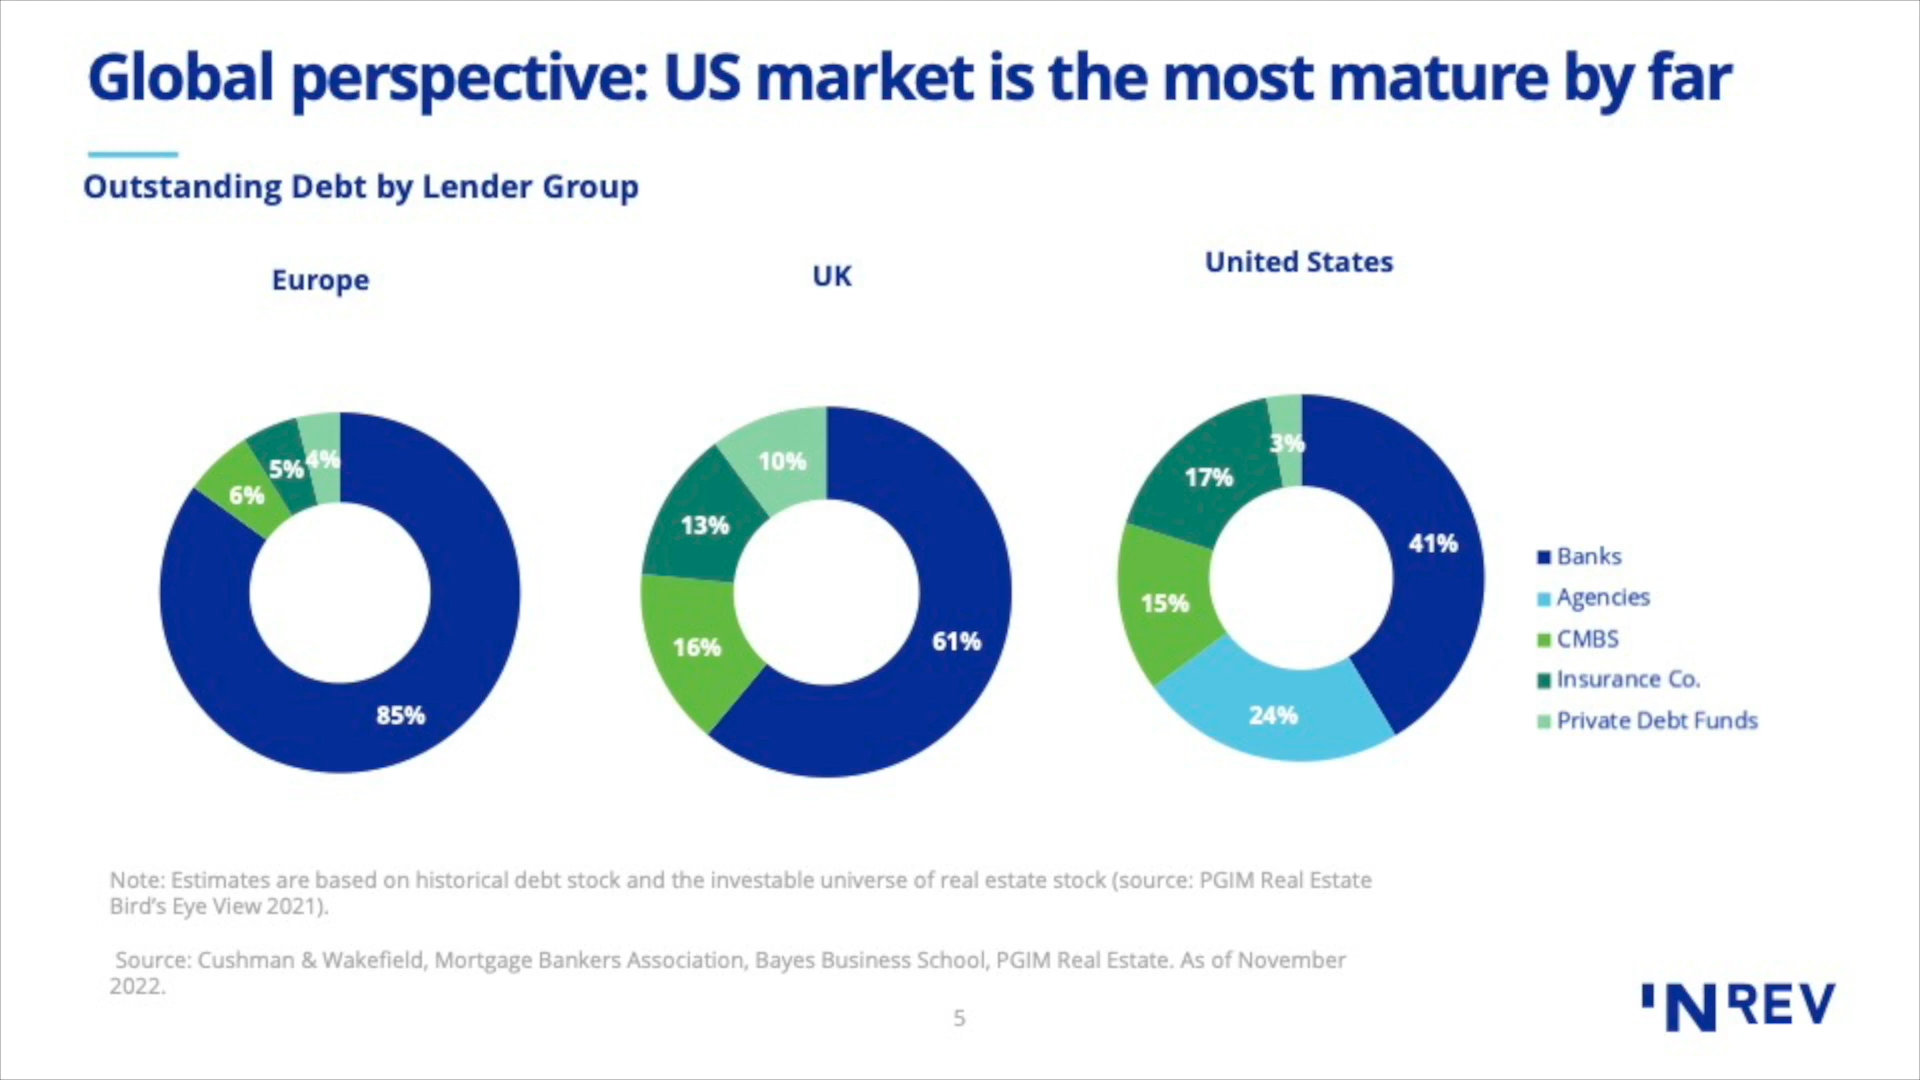 Global perspective: US market is the most mature by far
Outstanding Debt by Lender Group
Europe
UK
United States
4%
5%
6%
85%
10%
13%
16%
61%
3%
17%
15%
24%
41%
Banks
Agencies
CMBS
Insurance Co.
Private Debt Funds
Note: Estimates are based on historical debt stock and the investable universe of real estate stock (source: PGIM Real Estate
Bird's Eye View 2021).
Source: Cushman & Wakefield, Mortgage Bankers Association, Bayes Business School, PGIM Real Estate. As of November
2022.
5
INREV